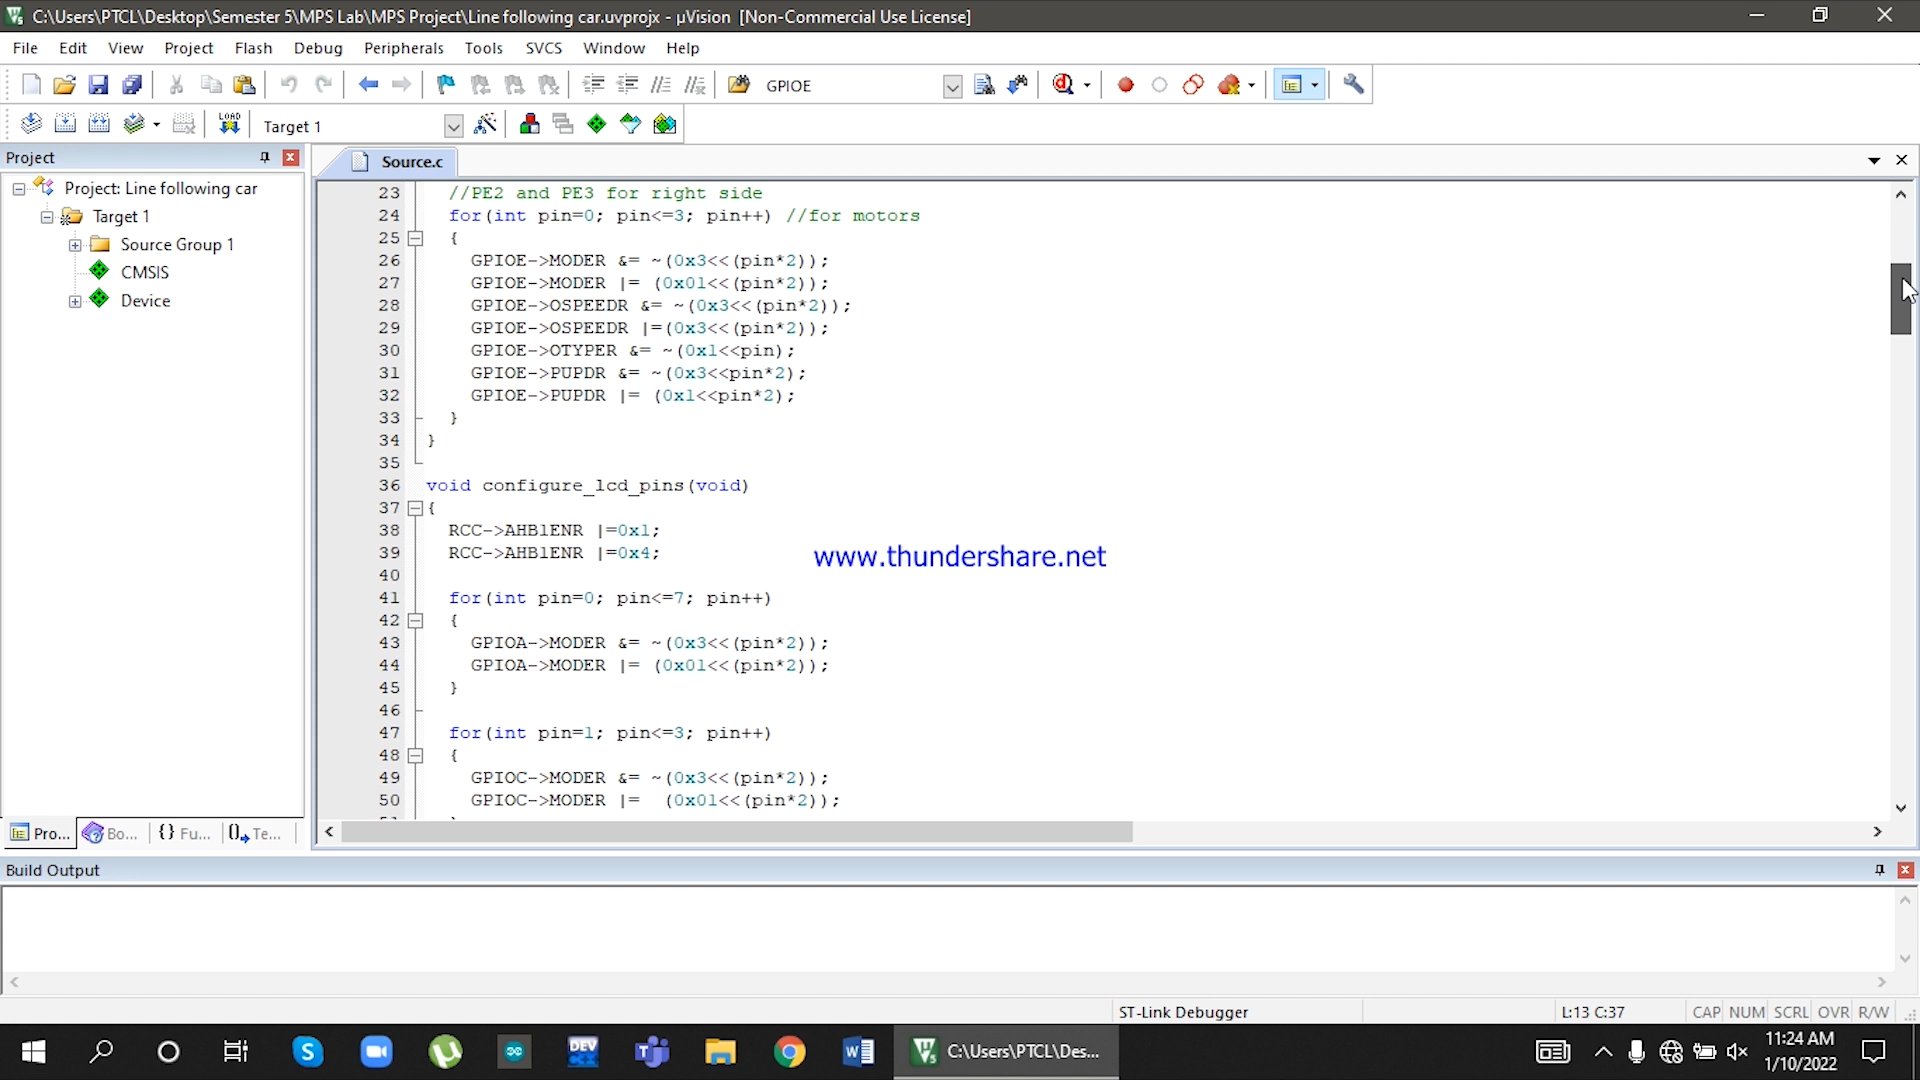 C:\Users\PTCL\Desktop\Semester 5\MPS Lab\MPS Project\Line following car.uvprojx - µVision [Non-Commercial Use License]
File Edit View Project Flash Debug Peripherals Tools SVCS Window Help
GPIOE
LOAD Target 1
Project
Source.c
Project: Line following car
Target 1
Source Group 1
CMSIS
Device
23 //PE2 and PE3 for right side
24 for(int pin=0; pin<=3; pin++) //for motors
25 {
26 GPIOE->MODER &= ~(0x3<<(pin*2));
27 GPIOE->MODER |= (0x01<<(pin*2));
28 GPIOE->OSPEEDR &= ~(0x3<<(pin*2));
29 GPIOE->OSPEEDR |=(0x3<<(pin*2));
30 GPIOE->OTYPER &= ~(0x1<<pin);
31 GPIOE->PUPDR &= ~(0x3<<pin*2);
32 GPIOE->PUPDR |= (0x1<<pin*2);
33 }
34 }
35
36 void configure_lcd_pins(void)
37 {
38 RCC->AHB1ENR |=0x1;
39 RCC->AHB1ENR |=0x4;
www.thundershare.net
40
41 for(int pin=0; pin<=7; pin++)
42 {
43 GPIOA->MODER &= ~(0x3<<(pin*2));
44 GPIOA->MODER |= (0x01<<(pin*2));
45 }
46
47 for(int pin=1; pin<=3; pin++)
48 {
49 GPIOC->MODER &= ~(0x3<<(pin*2));
50 GPIOC->MODER |= (0x01<<(pin*2));
Pro... Bo... {} Fu... 0 Te...
Build Output
ST-Link Debugger L:13 C:37 CAP NUM SCRL OVR R/W
DEV C:\Users\PTCL\Des... 11:24 AM
1/10/2022